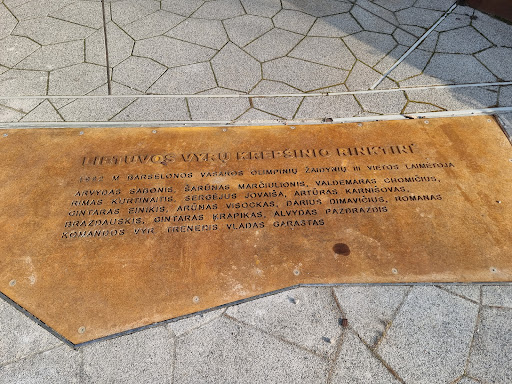 LIETUVOS VYRŲ KREPŠINIO RINKTINĖ
1992 M. BARSELONOS VASAROS OLIMPINIŲ ŽAIDYNIŲ III VIETOS LAIMĖTOJA
ARVYDAS SABONIS, ŠARŪNAS MARČIULIONIS, VALDEMARAS CHOMIČIUS,
RIMAS KURTINAITIS, SERGEJUS JOVAIŠA, ARTŪRAS KARNIŠOVAS,
GINTARAS EINIKIS, ARŪNAS VISOCKAS, DARIUS DIMAVIČIUS, ROMANAS
BRAZDAUSKIS, GINTARAS KRAPIKAS, ALVYDAS PAZDRAZDIS
KOMANDOS VYR. TRENERIS VLADAS GARASTAS